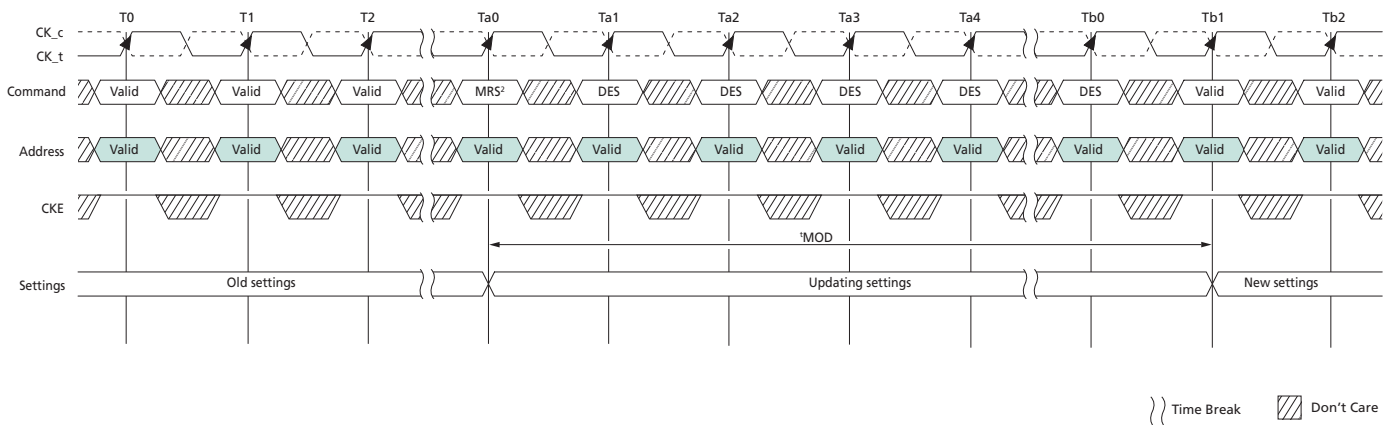 T0 T1 T2 Ta0 Ta1 Ta2 Ta3 Ta4 Tb0 Tb1 Tb2
CK_c
CK_t
Command Valid Valid Valid MRS² DES DES DES DES DES Valid Valid
Address Valid Valid Valid Valid Valid Valid Valid Valid Valid Valid Valid
CKE
ᵗMOD
Settings Old settings Updating settings New settings
Time Break Don't Care